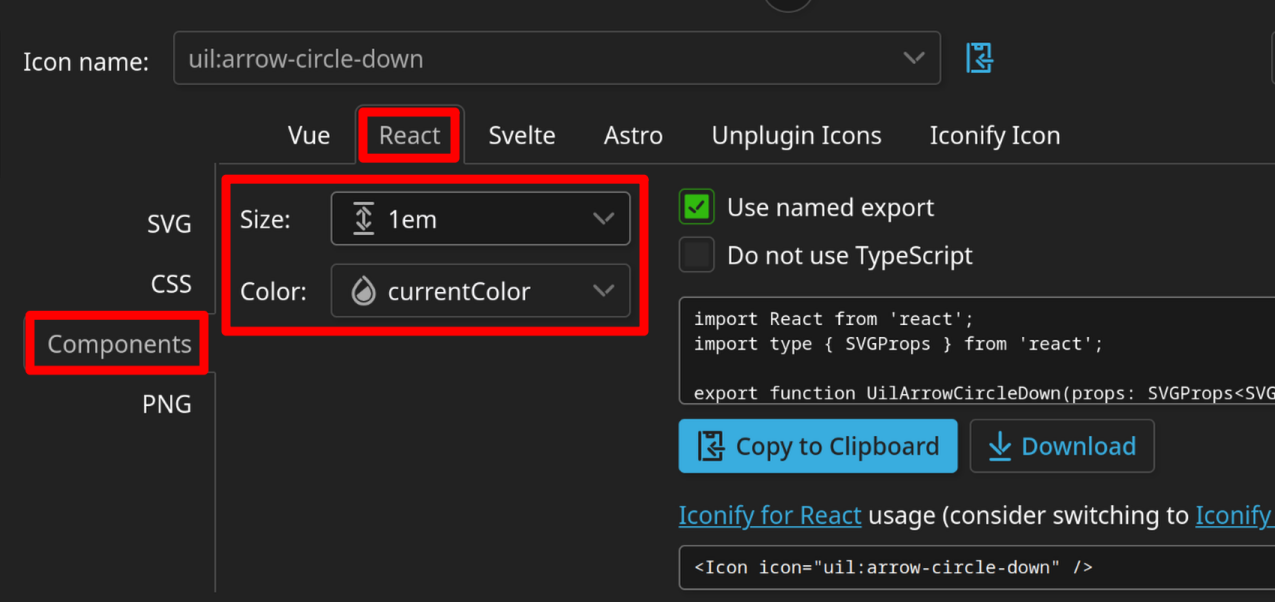 Icon name: uil:arrow-circle-down
Vue React Svelte Astro Unplugin Icons Iconify Icon
SVG
CSS
Components
PNG
Size: 1em
Color: currentColor
Use named export
Do not use TypeScript
import React from 'react';
import type { SVGProps } from 'react';
export function UilArrowCircleDown(props: SVGProps<SVG
Copy to Clipboard Download
Iconify for React usage (consider switching to Iconify
<Icon icon="uil:arrow-circle-down" />